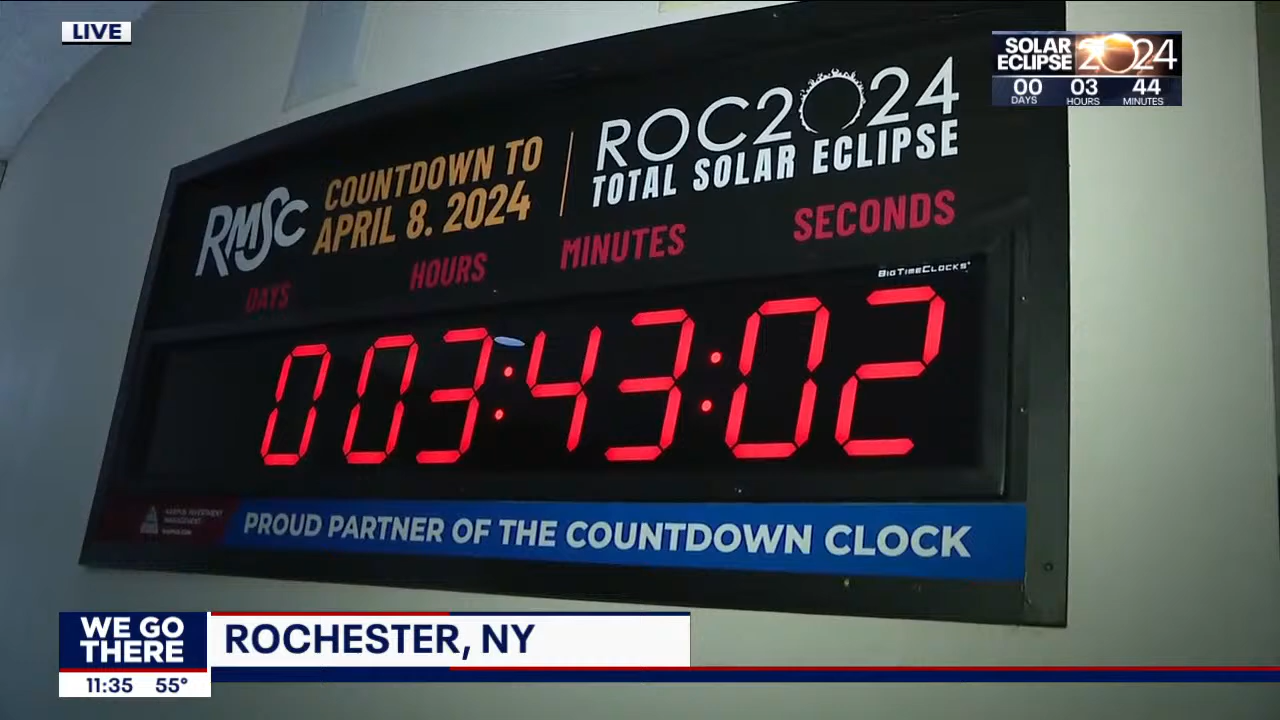 LIVE
SOLAR
ECLIPSE
2024
00 03 44
DAYS HOURS MINUTES
RMSC
COUNTDOWN TO
APRIL 8. 2024
ROC2024
TOTAL SOLAR ECLIPSE
DAYS HOURS MINUTES SECONDS
BIGTIMECLOCKS
0 03:43:02
PROUD PARTNER OF THE COUNTDOWN CLOCK
WE GO
THERE
ROCHESTER, NY
11:35 55°